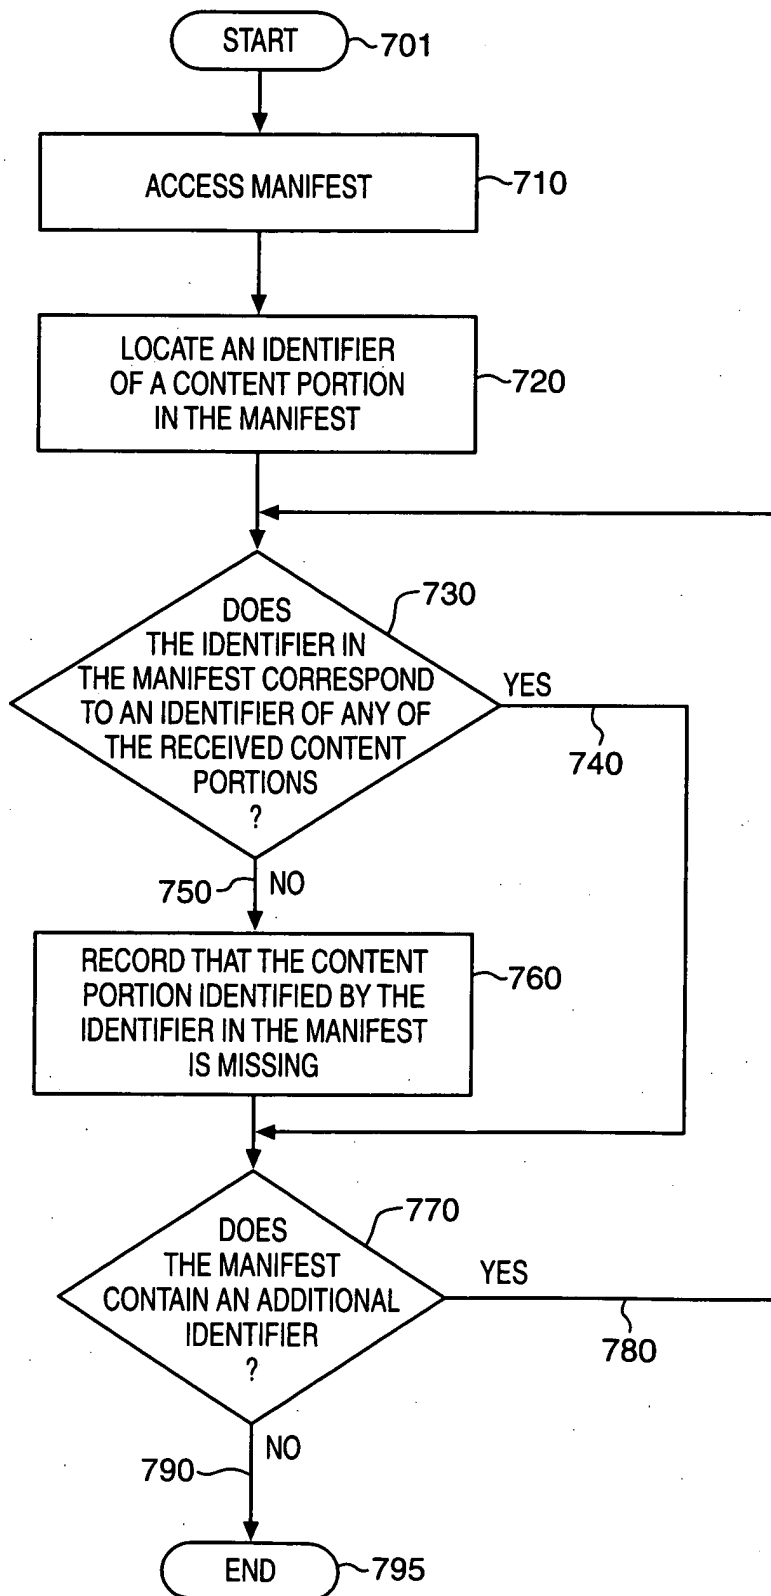 START
701
ACCESS MANIFEST
710
LOCATE AN IDENTIFIER
OF A CONTENT PORTION
IN THE MANIFEST
720
DOES
THE IDENTIFIER IN
THE MANIFEST CORRESPOND
TO AN IDENTIFIER OF ANY OF
THE RECEIVED CONTENT
PORTIONS
?
730
YES
740
750
NO
RECORD THAT THE CONTENT
PORTION IDENTIFIED BY THE
IDENTIFIER IN THE MANIFEST
IS MISSING
760
DOES
THE MANIFEST
CONTAIN AN ADDITIONAL
IDENTIFIER
?
770
YES
780
NO
790
END
795